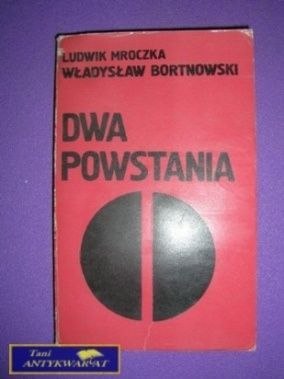 LUDWIK MROCZKA
WŁADYSŁAW BORTNOWSKI
DWA
POWSTANIA
Tani
ANTYKWARIAT